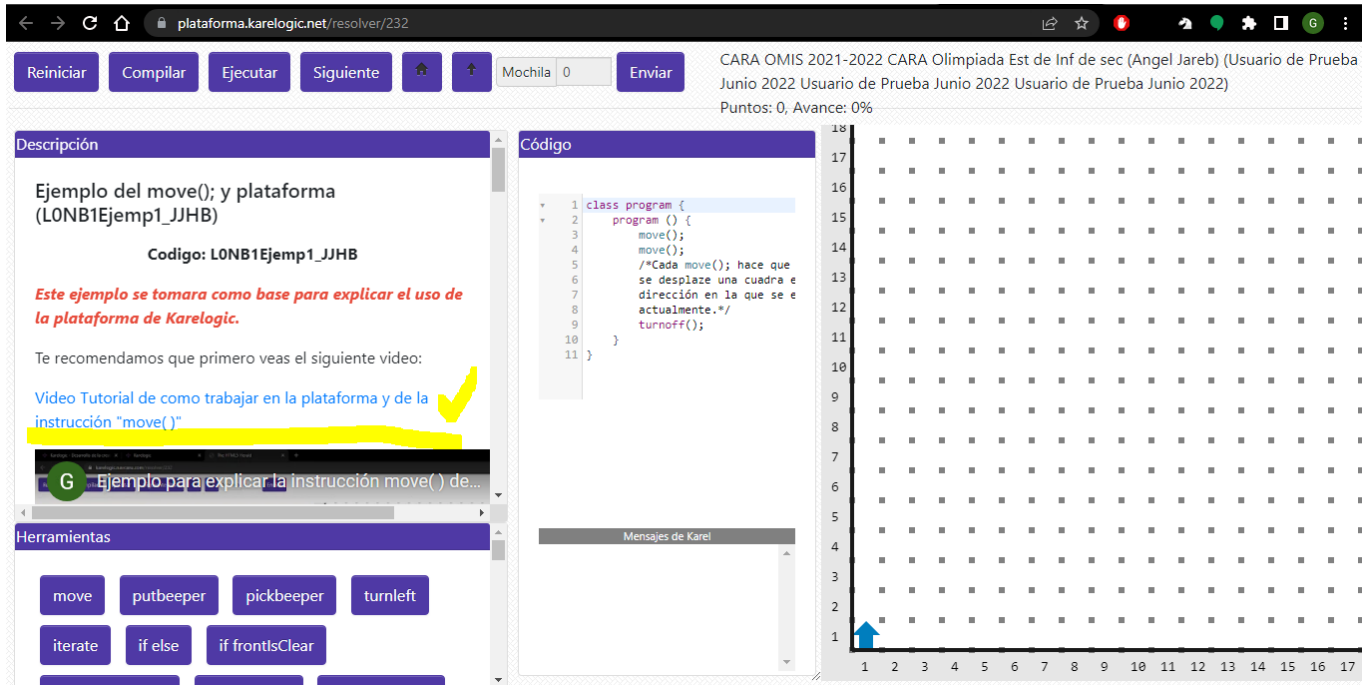 plataforma.karelogic.net/resolver/232
G
Reiniciar Compilar Ejecutar Siguiente Mochila 0 Enviar
CARA OMIS 2021-2022 CARA Olimpiada Est de Inf de sec (Angel Jareb) (Usuario de Prueba
Junio 2022 Usuario de Prueba Junio 2022 Usuario de Prueba Junio 2022)
Puntos: 0, Avance: 0%
Descripción
Ejemplo del move(); y plataforma
(L0NB1Ejemp1_JJHB)
Codigo: L0NB1Ejemp1_JJHB
Este ejemplo se tomara como base para explicar el uso de
la plataforma de Karelogic.
Te recomendamos que primero veas el siguiente video:
Video Tutorial de como trabajar en la plataforma y de la
instrucción "move( )"
G Ejemplo para explicar la instrucción move( ) de...
Herramientas
move putbeeper pickbeeper turnleft
iterate if else if frontIsClear
Código
1 class program {
2 program () {
3 move();
4 move();
5 /*Cada move(); hace que
6 se desplaze una cuadra e
7 dirección en la que se e
8 actualmente.*/
9 turnoff();
10 }
11 }
Mensajes de Karel
18
17
16
15
14
13
12
11
10
9
8
7
6
5
4
3
2
1
1 2 3 4 5 6 7 8 9 10 11 12 13 14 15 16 17